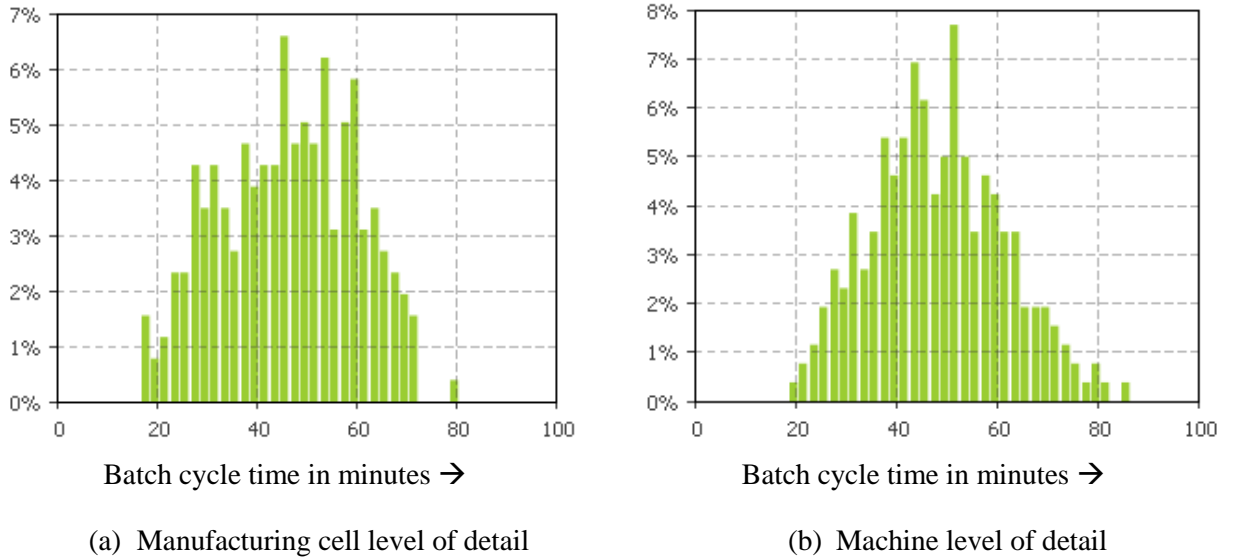 7%
6%
5%
4%
3%
2%
1%
0%
0 20 40 60 80 100
Batch cycle time in minutes →
(a) Manufacturing cell level of detail
8%
7%
6%
5%
4%
3%
2%
1%
0%
0 20 40 60 80 100
Batch cycle time in minutes →
(b) Machine level of detail